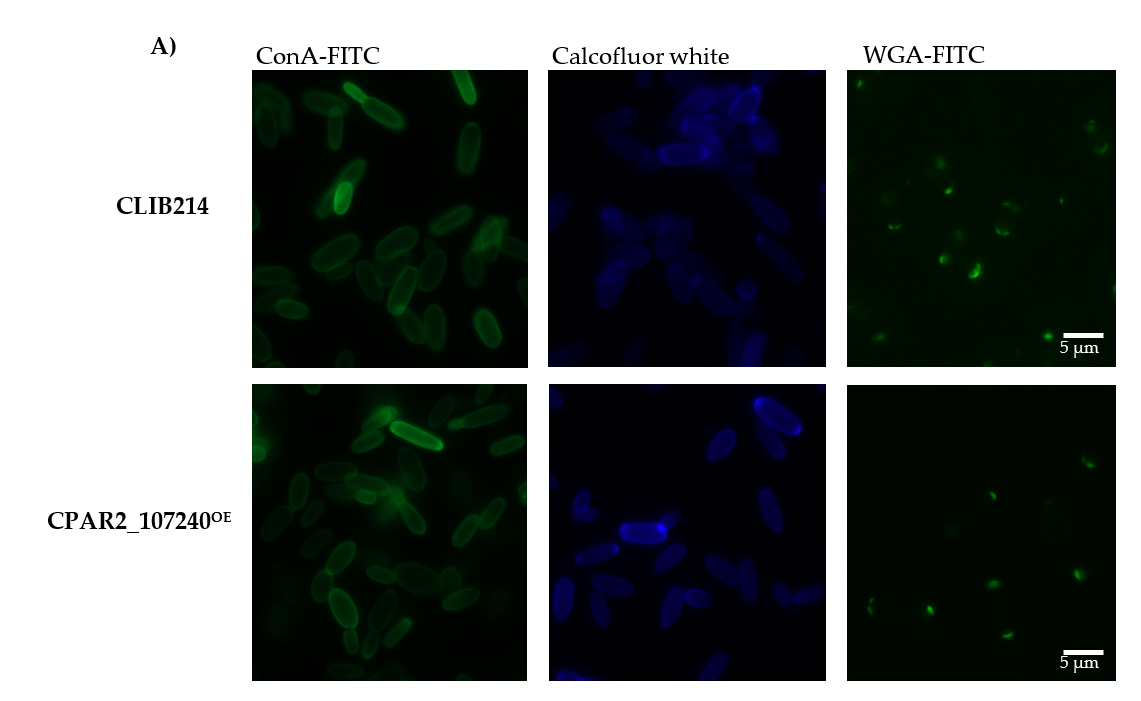 A)
ConA-FITC
Calcofluor white
WGA-FITC
CLIB214
5 µm
CPAR2_107240ᴼᴱ
5 µm